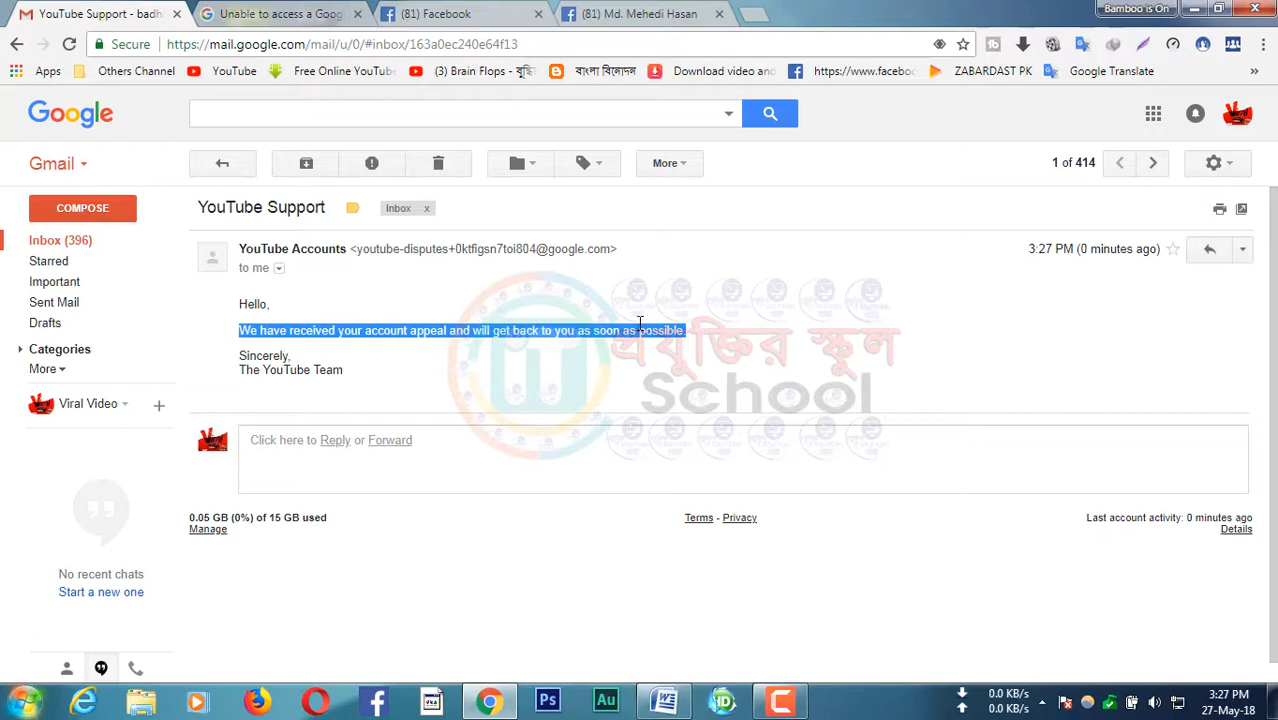 YouTube Support - badh
Unable to access a Goog
(81) Facebook
(81) Md. Mehedi Hasan
Bamboo is On
Secure
https://mail.google.com/mail/u/0/#inbox/163a0ec240e64f13
Apps
Others Channel
YouTube
Free Online YouTube
(3) Brain Flops - বুদ্ধি
বাংলা বিনোদন
Download video and
https://www.faceboo
ZABARDAST PK
Google Translate
»
Google
Gmail
More
1 of 414
COMPOSE
YouTube Support
Inbox x
Inbox (396)
Starred
Important
Sent Mail
Drafts
Categories
More
Viral Video
YouTube Accounts <youtube-disputes+0ktfigsn7toi804@google.com>
3:27 PM (0 minutes ago)
to me
Hello,
We have received your account appeal and will get back to you as soon as possible.
Sincerely,
The YouTube Team
প্রযুক্তির স্কুল
School
Click here to Reply or Forward
0.05 GB (0%) of 15 GB used
Manage
Terms - Privacy
Last account activity: 0 minutes ago
Details
No recent chats
Start a new one
Ps
Au
0.0 KB/s
0.0 KB/s
3:27 PM
27-May-18